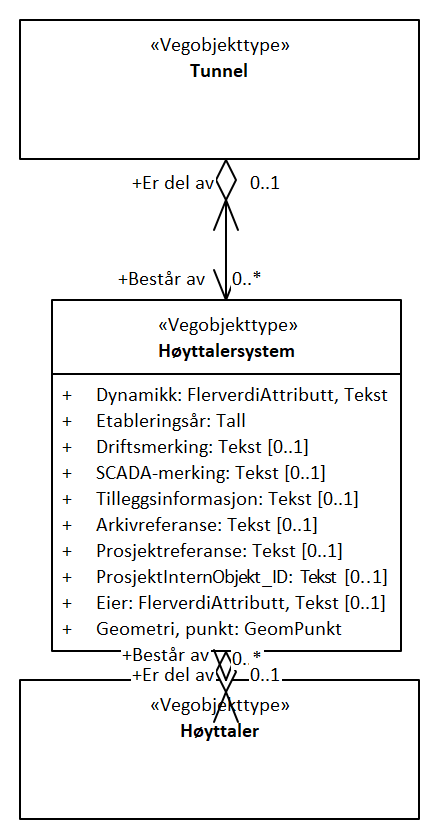 «Vegobjekttype»
Tunnel
+Er del av 0..1
+Består av 0..*
«Vegobjekttype»
Høyttalersystem
+ Dynamikk: FlerverdiAttributt, Tekst
+ Etableringsår: Tall
+ Driftsmerking: Tekst [0..1]
+ SCADA-merking: Tekst [0..1]
+ Tilleggsinformasjon: Tekst [0..1]
+ Arkivreferanse: Tekst [0..1]
+ Prosjektreferanse: Tekst [0..1]
+ ProsjektInternObjekt_ID: Tekst [0..1]
+ Eier: FlerverdiAttributt, Tekst [0..1]
+ Geometri, punkt: GeomPunkt
+Består av 0..*
+Er del av 0..1
«Vegobjekttype»
Høyttaler